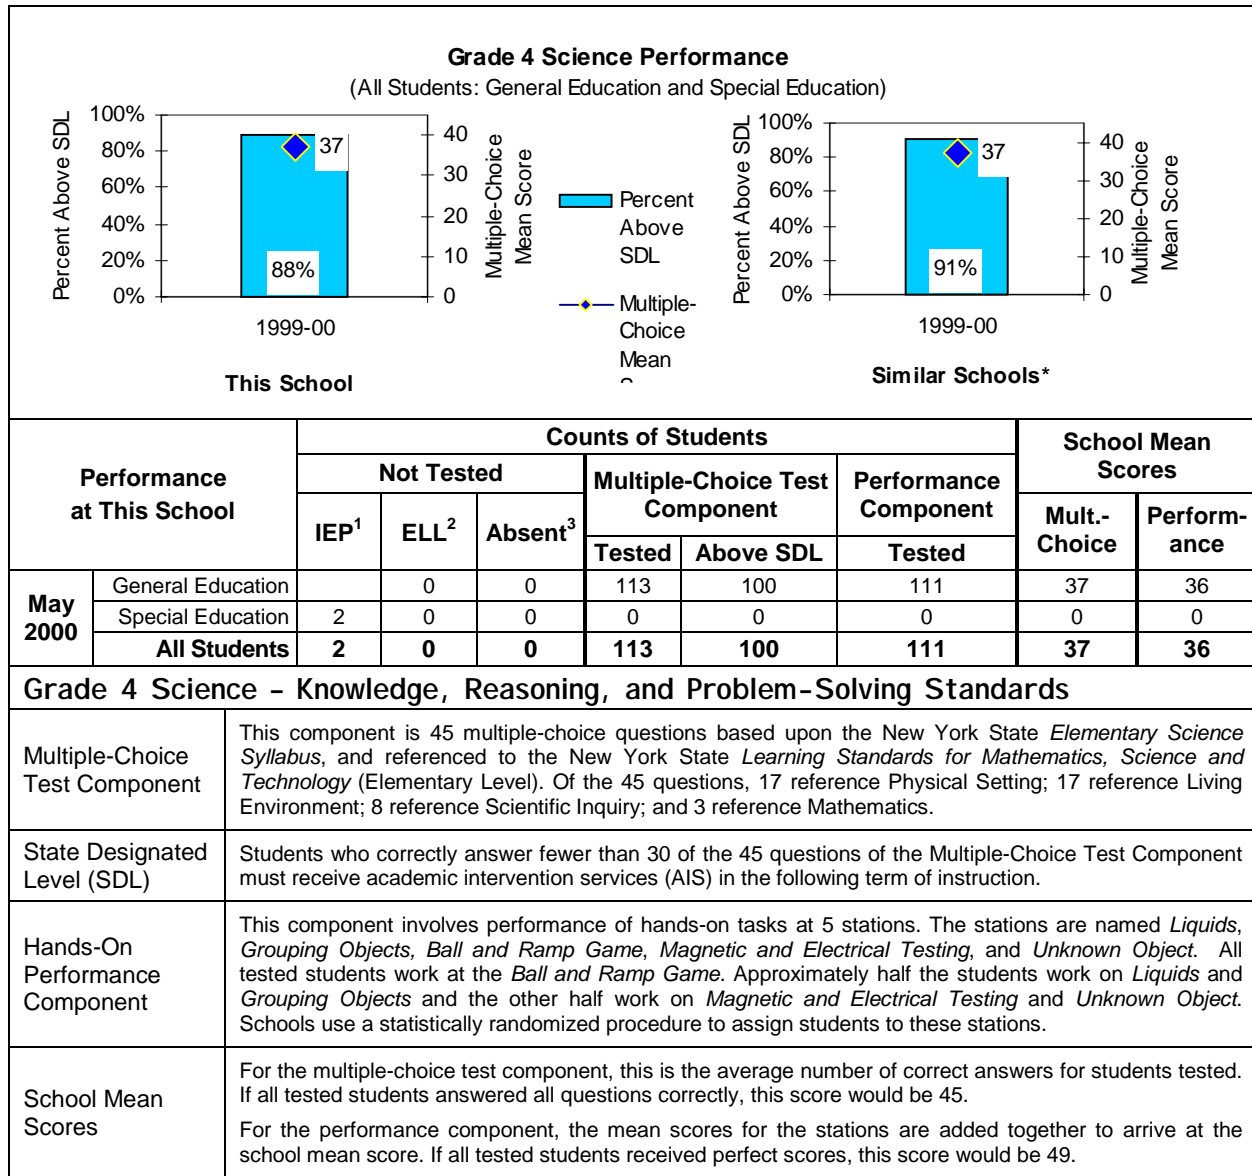 Grade 4 Science Performance
(All Students: General Education and Special Education)
Percent Above SDL
100%
80%
60%
40%
20%
0%
37
88%
40
30
20
10
0
Multiple-Choice
Mean Score
1999-00
This School
Percent
Above
SDL
Multiple-
Choice
Mean
Percent Above SDL
100%
80%
60%
40%
20%
0%
37
91%
40
30
20
10
0
Multiple-Choice
Mean Score
1999-00
Similar Schools*
Performance
at This School
Counts of Students
School Mean
Scores
Not Tested
Multiple-Choice Test
Component
Performance
Component
IEP1 ELL2 Absent3
Tested Above SDL Tested
Mult.-
Choice
Perform-
ance
May
2000
General Education 0 0 113 100 111 37 36
Special Education 2 0 0 0 0 0 0 0
All Students 2 0 0 113 100 111 37 36
Grade 4 Science – Knowledge, Reasoning, and Problem-Solving Standards
Multiple-Choice
Test Component
This component is 45 multiple-choice questions based upon the New York State Elementary Science
Syllabus, and referenced to the New York State Learning Standards for Mathematics, Science and
Technology (Elementary Level). Of the 45 questions, 17 reference Physical Setting; 17 reference Living
Environment; 8 reference Scientific Inquiry; and 3 reference Mathematics.
State Designated
Level (SDL)
Students who correctly answer fewer than 30 of the 45 questions of the Multiple-Choice Test Component
must receive academic intervention services (AIS) in the following term of instruction.
Hands-On
Performance
Component
This component involves performance of hands-on tasks at 5 stations. The stations are named Liquids,
Grouping Objects, Ball and Ramp Game, Magnetic and Electrical Testing, and Unknown Object. All
tested students work at the Ball and Ramp Game. Approximately half the students work on Liquids and
Grouping Objects and the other half work on Magnetic and Electrical Testing and Unknown Object.
Schools use a statistically randomized procedure to assign students to these stations.
School Mean
Scores
For the multiple-choice test component, this is the average number of correct answers for students tested.
If all tested students answered all questions correctly, this score would be 45.
For the performance component, the mean scores for the stations are added together to arrive at the
school mean score. If all tested students received perfect scores, this score would be 49.